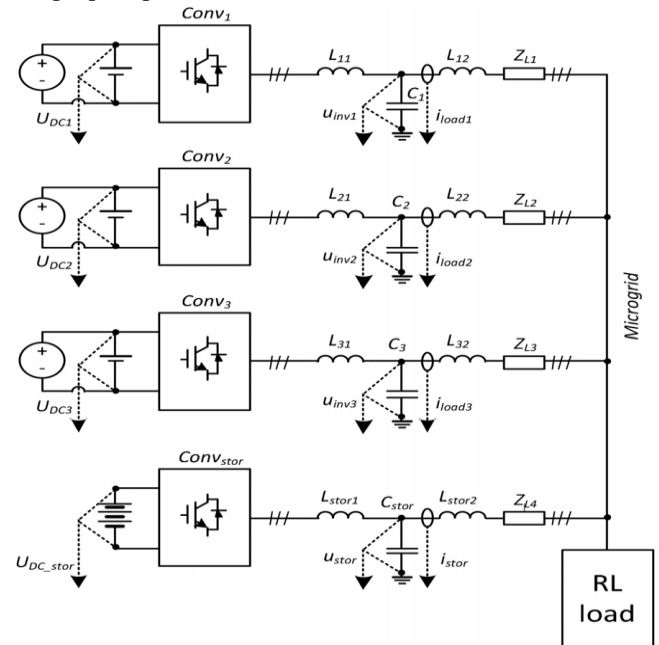 Conv1
L11
L12
ZL1
C1
UDC1
uinv1
iload1
Conv2
L21
C2
L22
ZL2
UDC2
uinv2
iload2
Microgrid
Conv3
L31
C3
L32
ZL3
UDC3
uinv3
iload3
Convstor
Lstor1
Cstor
Lstor2
ZL4
UDC_stor
ustor
istor
RL
load